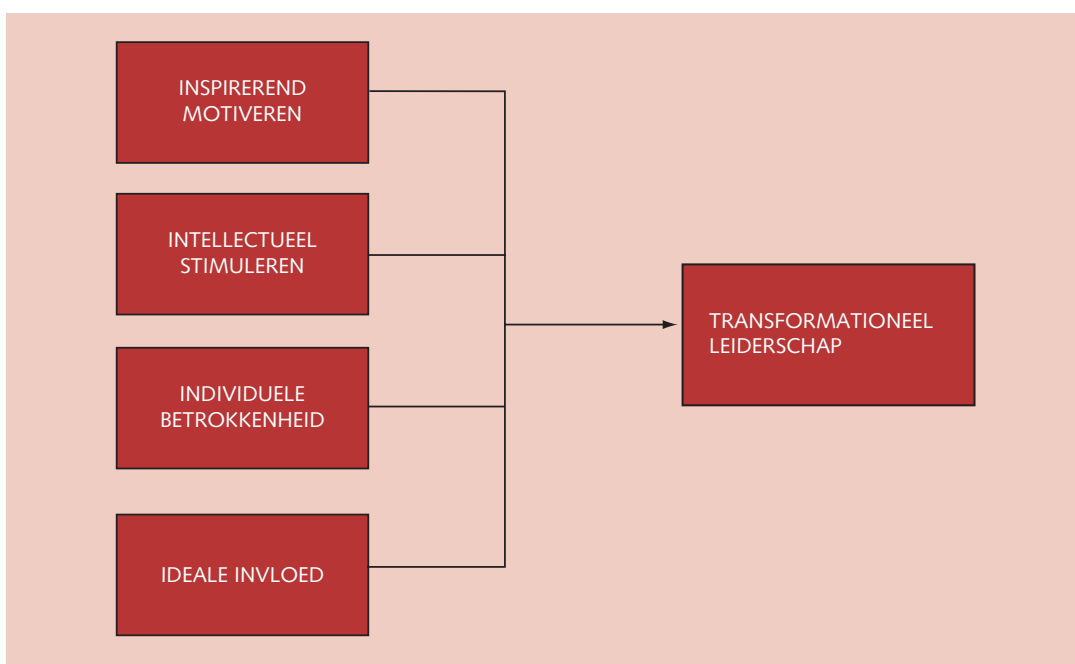 INSPIREREND
MOTIVEREN
INTELLECTUEEL
STIMULEREN
INDIVIDUELE
BETROKKENHEID
IDEALE INVLOED
TRANSFORMATIONEEL
LEIDERSCHAP